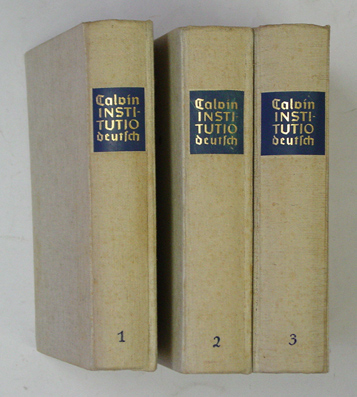 Calvin
INSTI-
TUTIO
deutſch
1
Calvin
INSTI-
TUTIO
deutſch
2
Calvin
INSTI-
TUTIO
deutſch
3